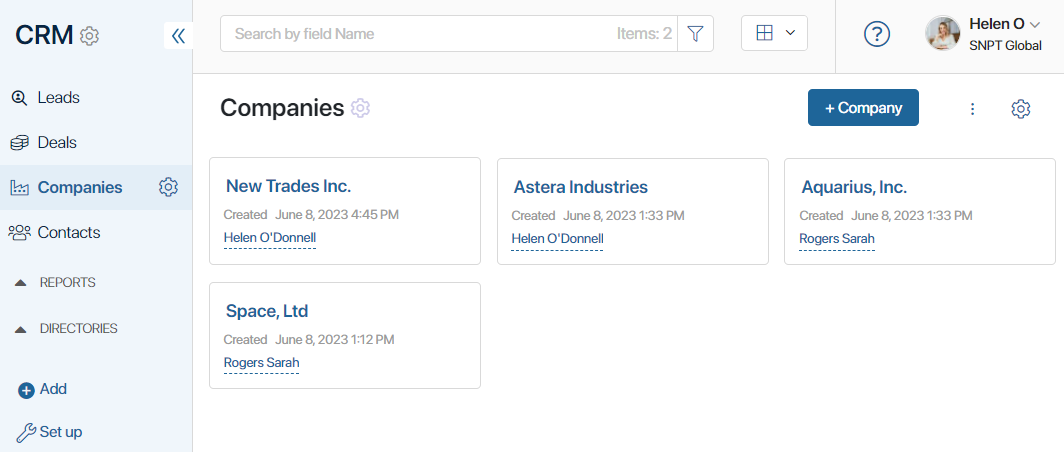 CRM
Search by field Name
Items: 2
Helen O
SNPT Global
Leads
Deals
Companies
Contacts
REPORTS
DIRECTORIES
Add
Set up
Companies
+ Company
New Trades Inc.
Created June 8, 2023 4:45 PM
Helen O'Donnell
Astera Industries
Created June 8, 2023 1:33 PM
Helen O'Donnell
Aquarius, Inc.
Created June 8, 2023 1:33 PM
Rogers Sarah
Space, Ltd
Created June 8, 2023 1:12 PM
Rogers Sarah